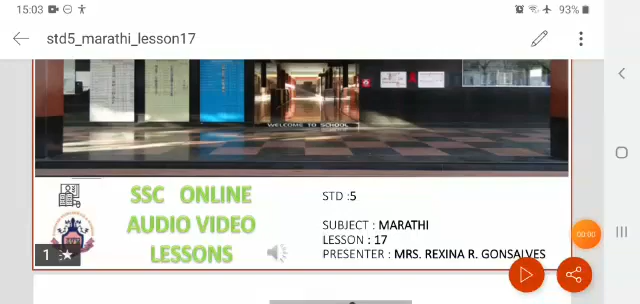 15:03
93%
std5_marathi_lesson17
WELCOME TO SCHOOL
SSC ONLINE
AUDIO VIDEO
LESSONS
STD :5
SUBJECT : MARATHI
LESSON : 17
PRESENTER : MRS. REXINA R. GONSALVES
1
00:00